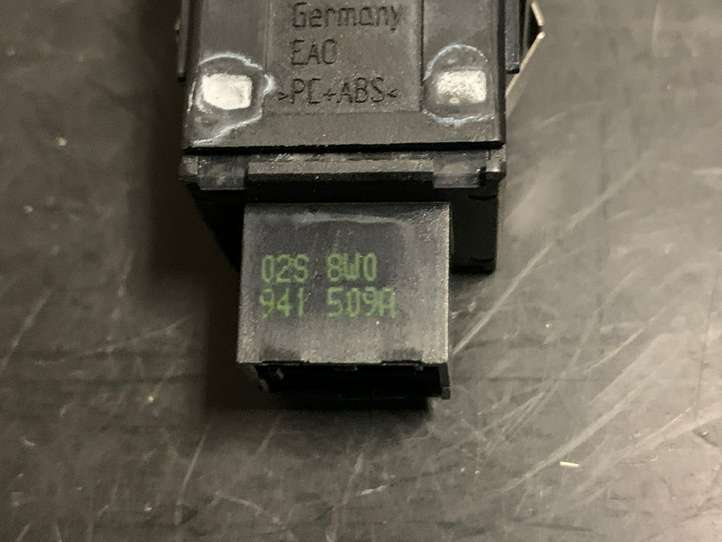 Germany
EAO
>PC+ABS<
02S 8W0
941 509A